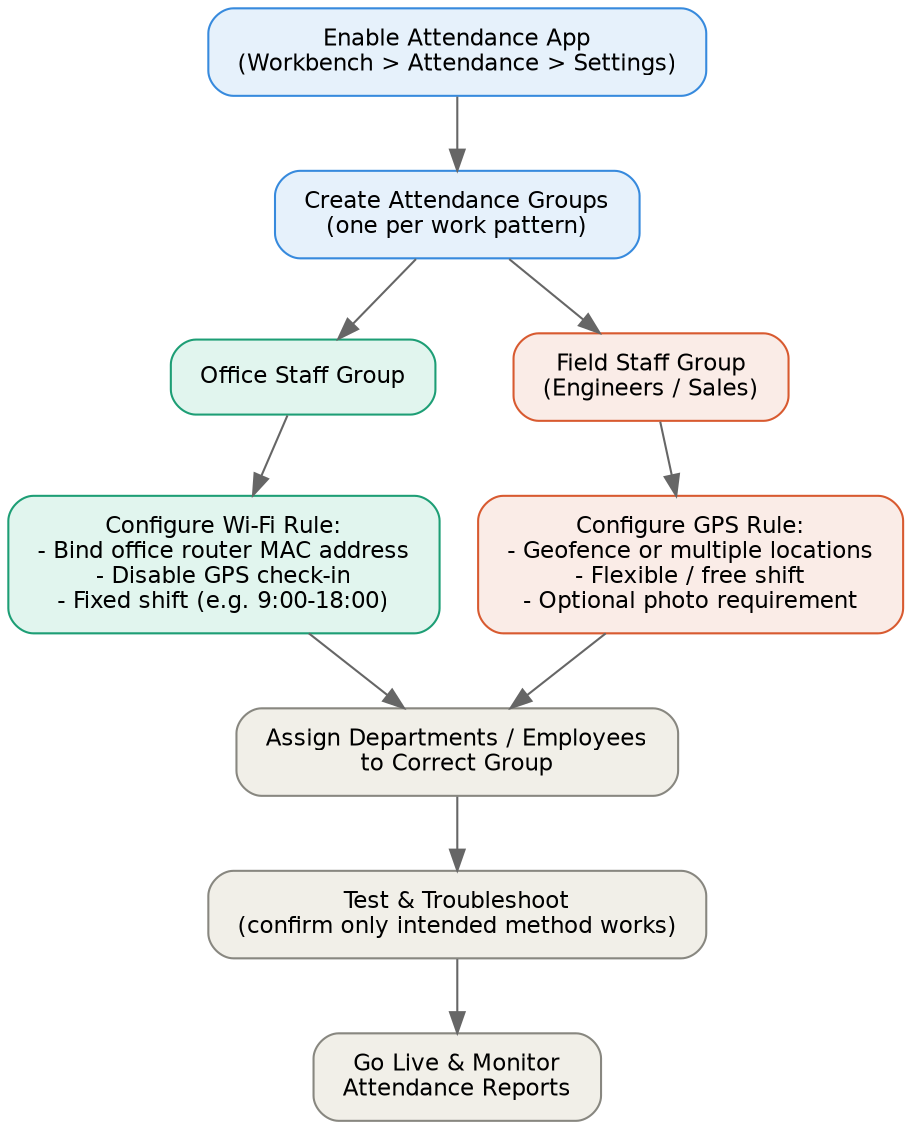 Enable Attendance App
(Workbench > Attendance > Settings)
Create Attendance Groups
(one per work pattern)
Office Staff Group
Field Staff Group
(Engineers / Sales)
Configure Wi-Fi Rule:
- Bind office router MAC address
- Disable GPS check-in
- Fixed shift (e.g. 9:00-18:00)
Configure GPS Rule:
- Geofence or multiple locations
- Flexible / free shift
- Optional photo requirement
Assign Departments / Employees
to Correct Group
Test & Troubleshoot
(confirm only intended method works)
Go Live & Monitor
Attendance Reports